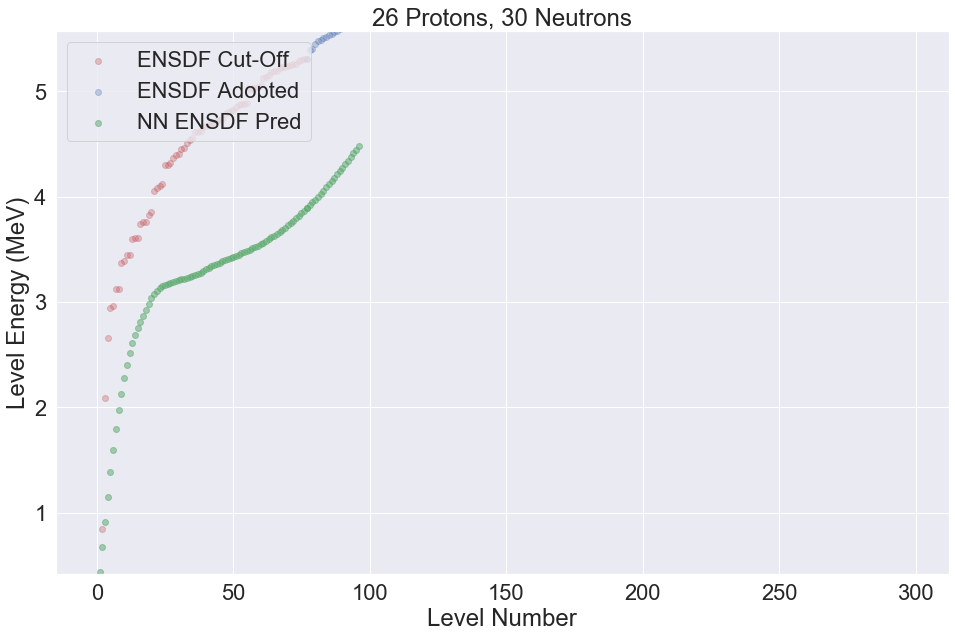 26 Protons, 30 Neutrons
ENSDF Cut-Off
ENSDF Adopted
NN ENSDF Pred
Level Energy (MeV)
5
4
3
2
1
0 50 100 150 200 250 300
Level Number